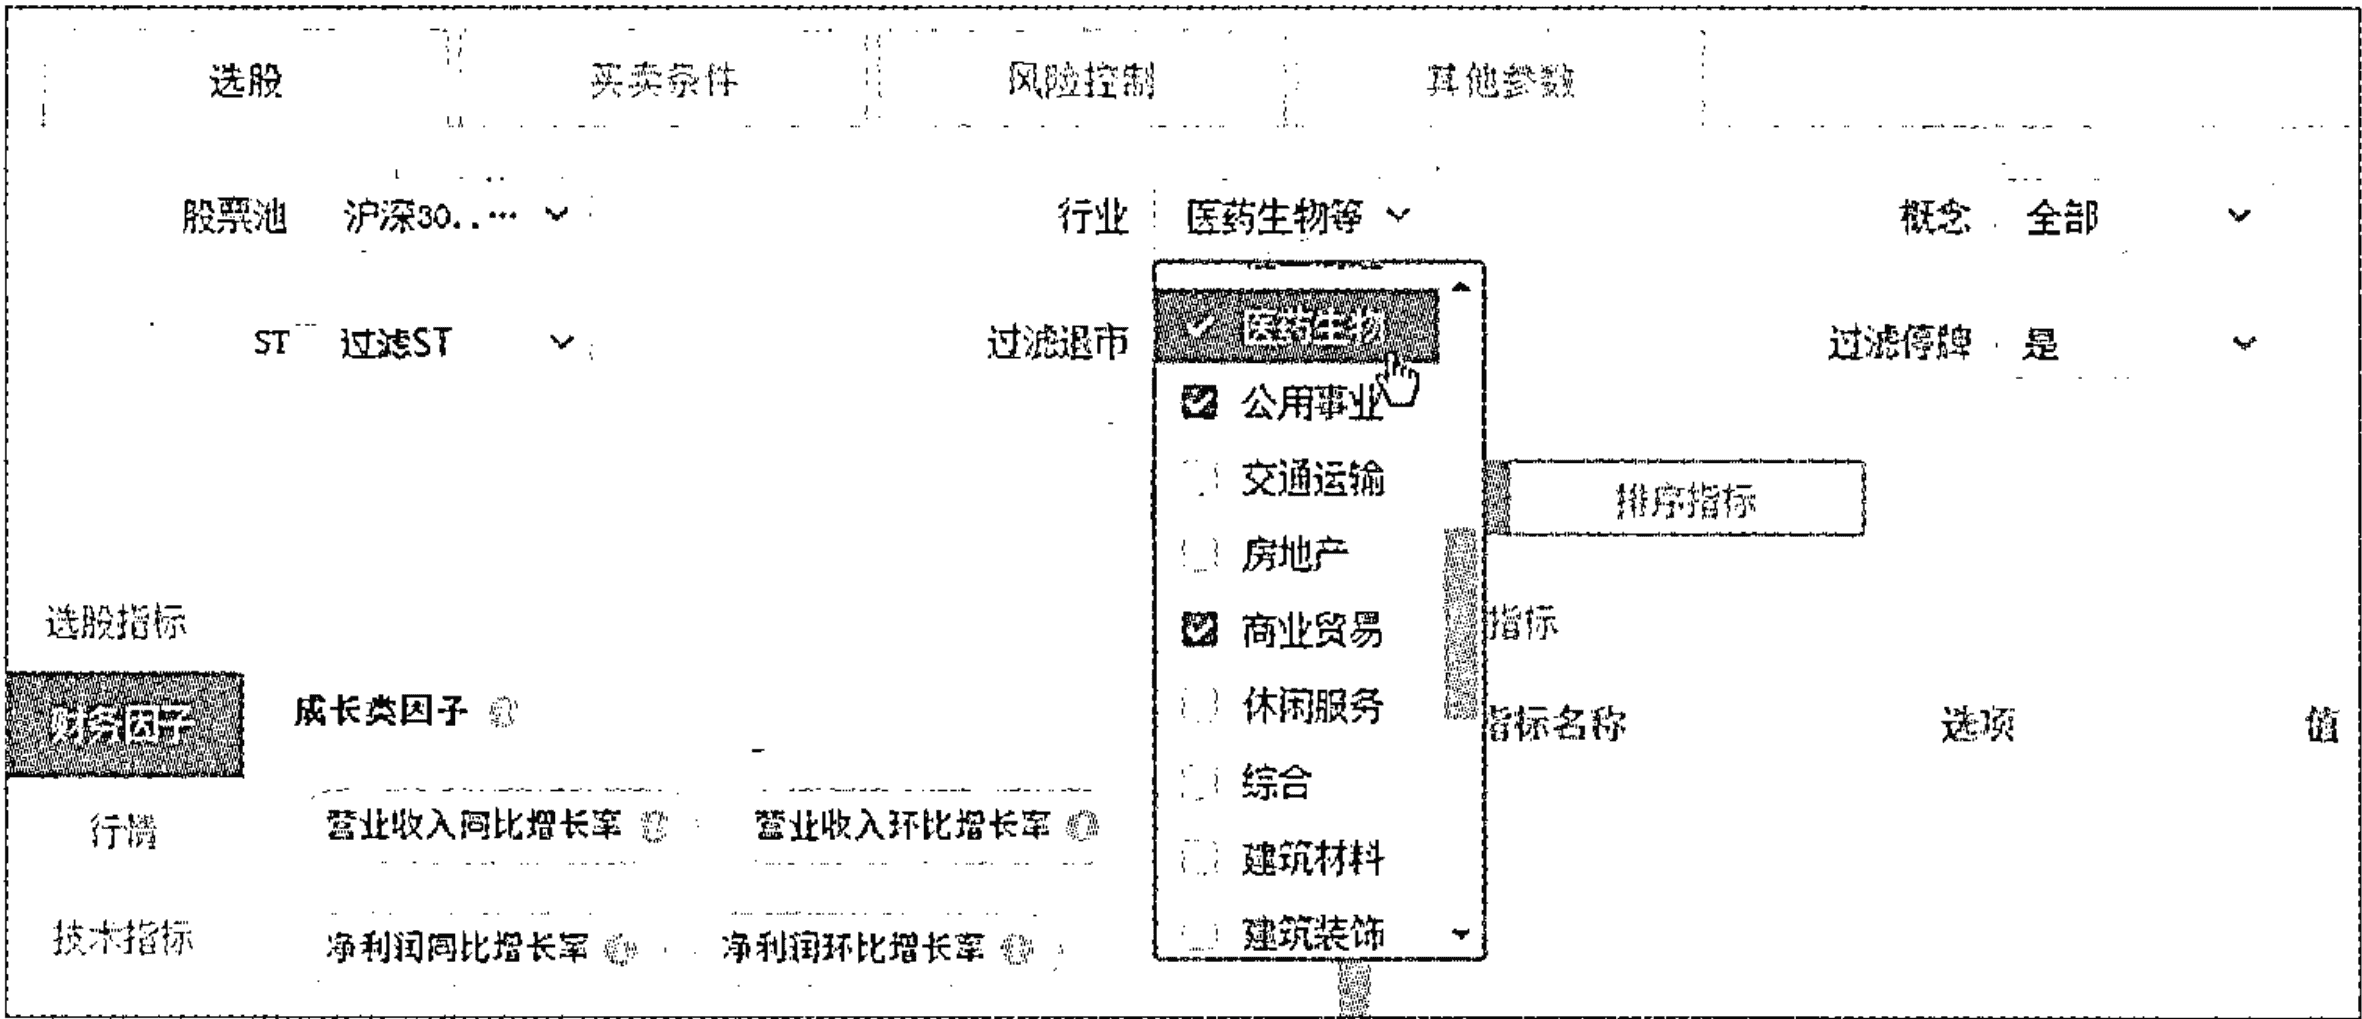 选股 买卖条件 风险控制 其他参数
股票池 沪深30..… 行业 医药生物等 概念 全部
ST 过滤ST 过滤退市 过滤停牌 是
医药生物
公用事业
交通运输
房地产
商业贸易
休闲服务
综合
建筑材料
建筑装饰
排序指标
选股指标 指标
财务因子 成长类因子 指标名称 选项 值
行情 营业收入同比增长率 营业收入环比增长率
技术指标 净利润同比增长率 净利润环比增长率